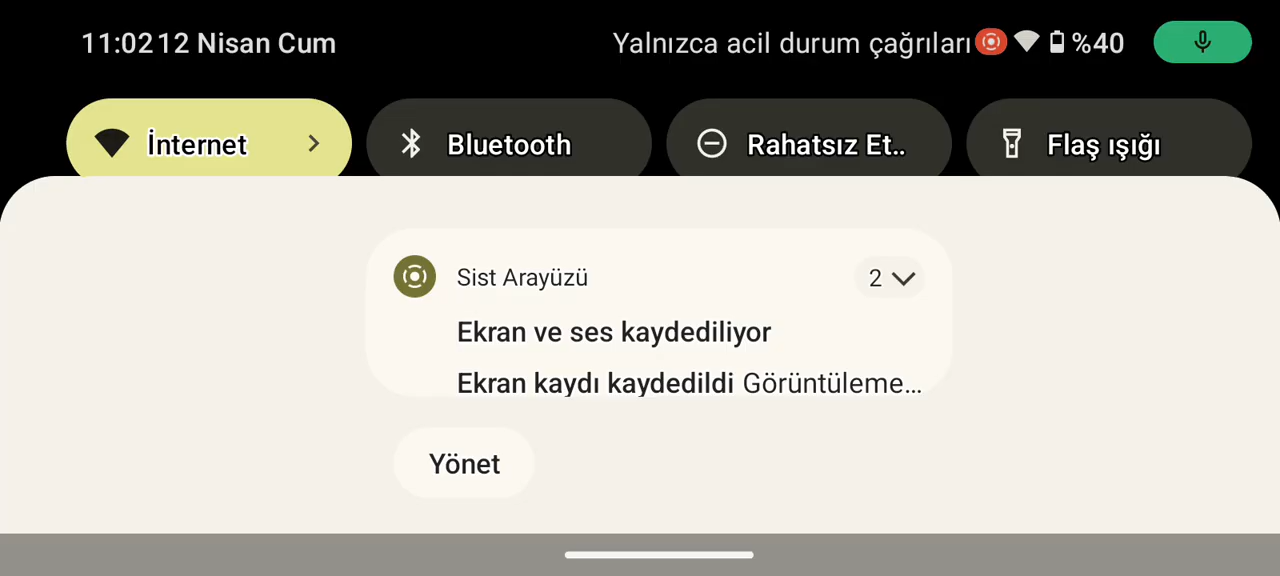 11:02 12 Nisan Cum
Yalnızca acil durum çağrıları %40
İnternet
Bluetooth
Rahatsız Et..
Flaş ışığı
Sist Arayüzü
2
Ekran ve ses kaydediliyor
Ekran kaydı kaydedildi Görüntüleme...
Yönet